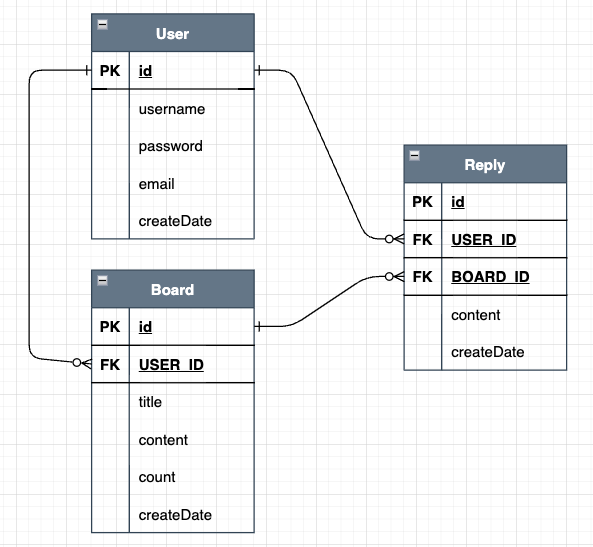 User
PK id
username
password
email
createDate
Board
PK id
FK USER_ID
title
content
count
createDate
Reply
PK id
FK USER_ID
FK BOARD_ID
content
createDate